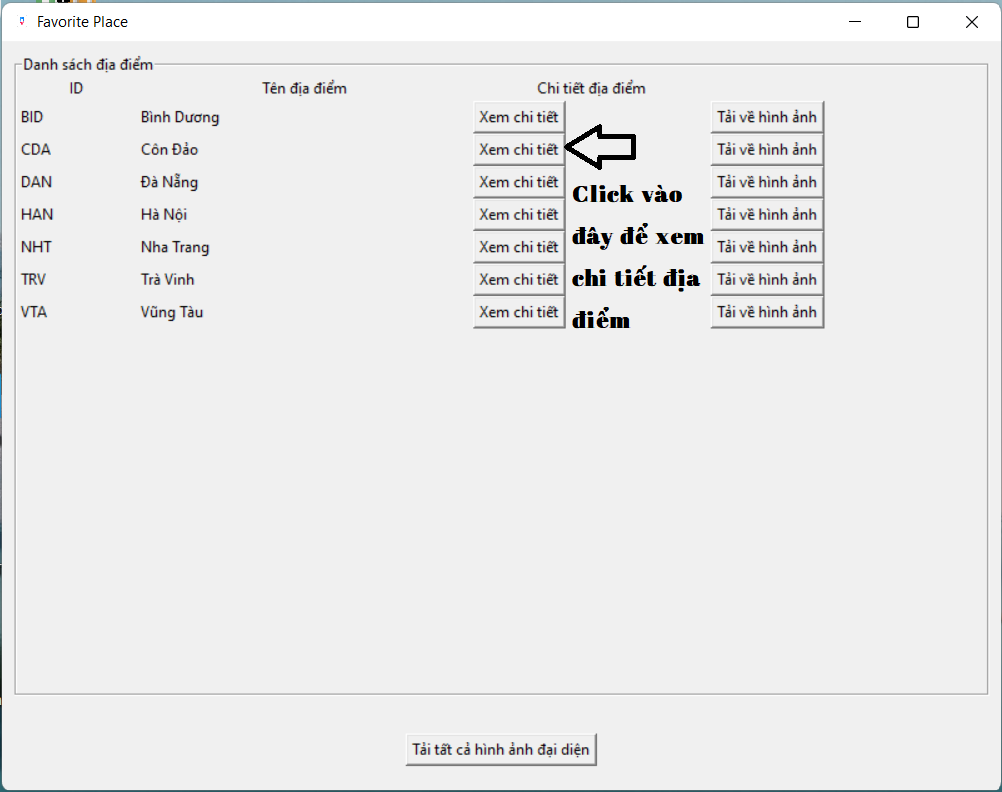 Favorite Place
Danh sách địa điểm
ID Tên địa điểm Chi tiết địa điểm
BID Bình Dương Xem chi tiết Tải về hình ảnh
CDA Côn Đảo Xem chi tiết Tải về hình ảnh
DAN Đà Nẵng Xem chi tiết Tải về hình ảnh
HAN Hà Nội Xem chi tiết Tải về hình ảnh
NHT Nha Trang Xem chi tiết Tải về hình ảnh
TRV Trà Vinh Xem chi tiết Tải về hình ảnh
VTA Vũng Tàu Xem chi tiết Tải về hình ảnh
Click vào
đây để xem
chi tiết địa
điểm
Tải tất cả hình ảnh đại diện